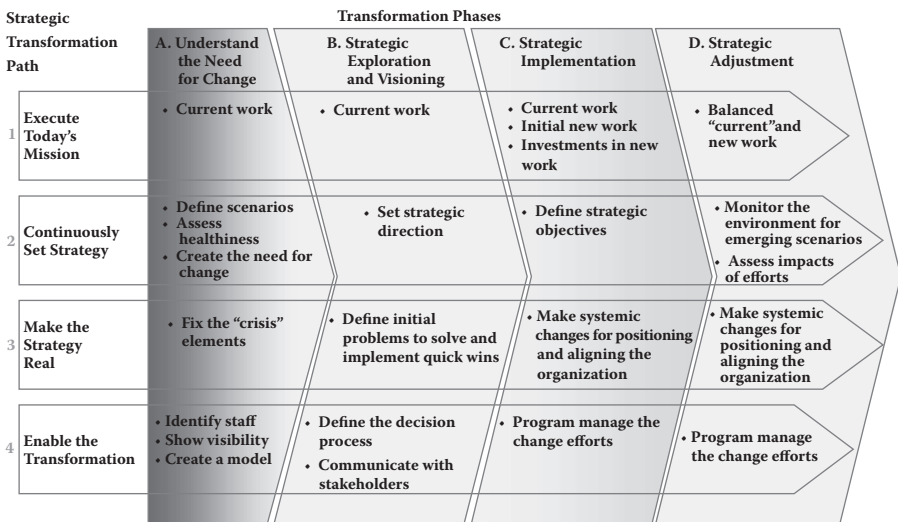 Strategic
Transformation
Path
Transformation Phases
A. Understand
the Need
for Change
B. Strategic
Exploration
and Visioning
C. Strategic
Implementation
D. Strategic
Adjustment
1
Execute
Today's
Mission
• Current work
• Current work
• Current work
• Initial new work
• Investments in new
work
• Balanced
"current"and
new work
2
Continuously
Set Strategy
• Define scenarios
• Assess
healthiness
• Create the need for
change
• Set strategic
direction
• Define strategic
objectives
• Monitor the
environment for
emerging scenarios
• Assess impacts
of efforts
3
Make the
Strategy
Real
• Fix the "crisis"
elements
• Define initial
problems to solve and
implement quick wins
• Make systemic
changes for positioning
and aligning the
organization
• Make systemic
changes for
positioning and
aligning the
organization
4
Enable the
Transformation
• Identify staff
• Show visibility
• Create a model
• Define the decision
process
• Communicate with
stakeholders
• Program manage the
change efforts
• Program manage
the change efforts